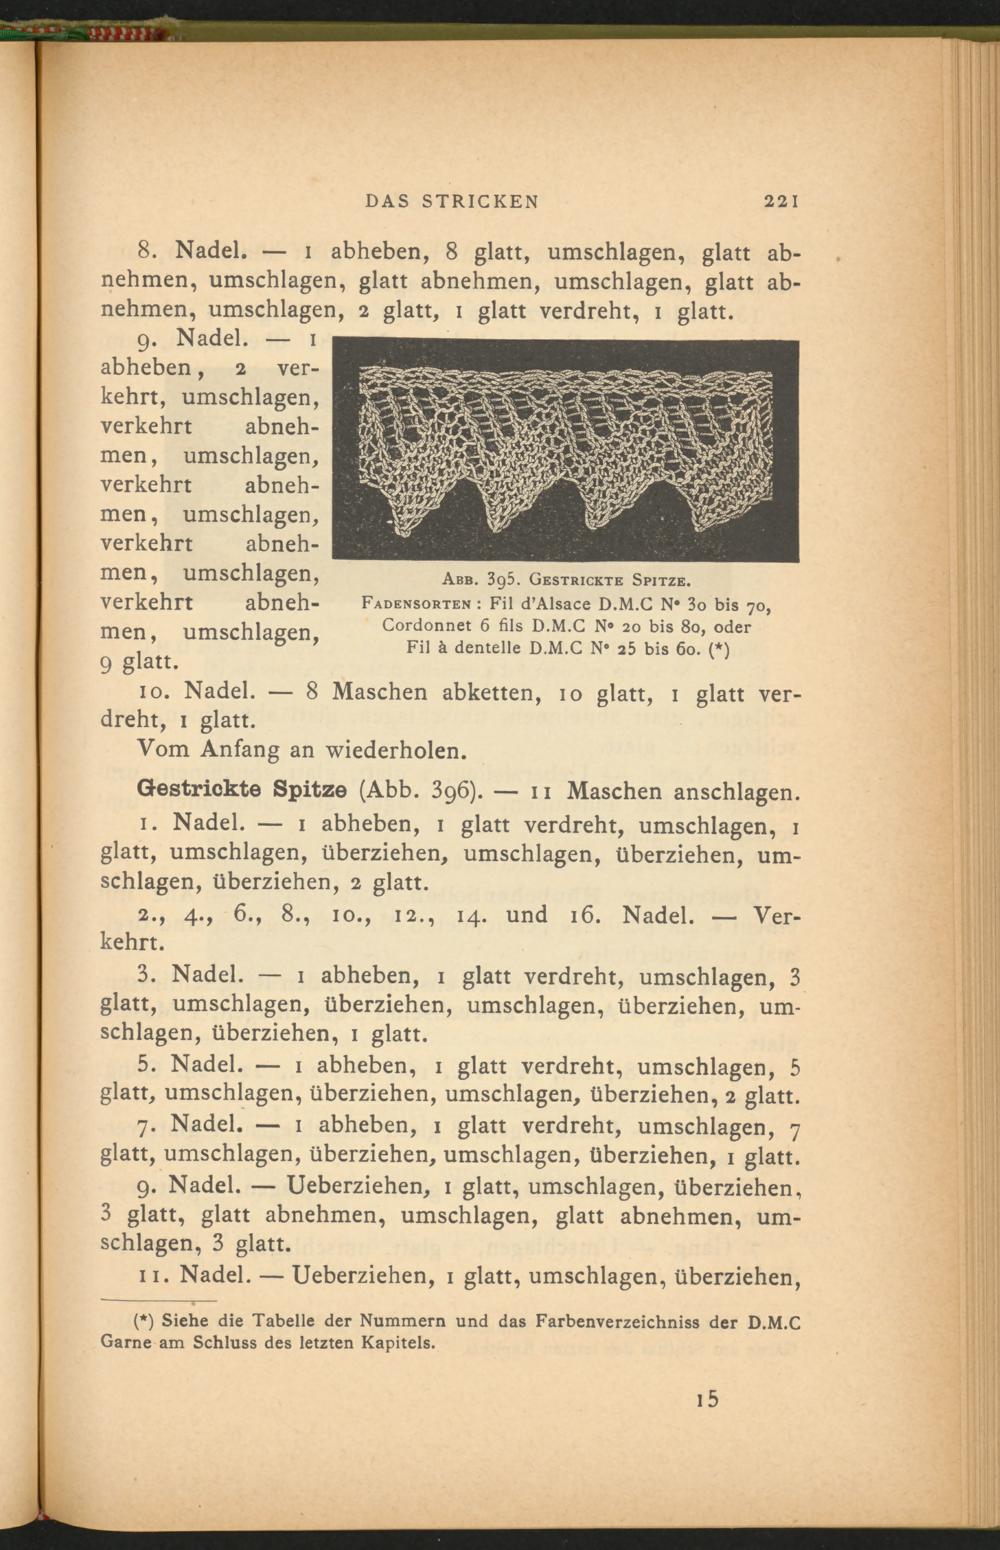 DAS STRICKEN 221
8. Nadel. — 1 abheben, 8 glatt, umschlagen, glatt ab-
nehmen, umschlagen, glatt abnehmen, umschlagen, glatt ab-
nehmen, umschlagen, 2 glatt, 1 glatt verdreht, 1 glatt.
9. Nadel. — 1
abheben, 2 ver-
kehrt, umschlagen,
verkehrt abneh-
men, umschlagen,
verkehrt abneh-
men, umschlagen,
verkehrt abneh-
men, umschlagen,
verkehrt abneh-
men, umschlagen,
9 glatt.
Abb. 395. Gestrickte Spitze.
Fadensorten : Fil d'Alsace D.M.C Nº 30 bis 70,
Cordonnet 6 fils D.M.C Nº 20 bis 80, oder
Fil à dentelle D.M.C Nº 25 bis 60. (*)
10. Nadel. — 8 Maschen abketten, 10 glatt, 1 glatt ver-
dreht, 1 glatt.
Vom Anfang an wiederholen.
Gestrickte Spitze (Abb. 396). — 11 Maschen anschlagen.
1. Nadel. — 1 abheben, 1 glatt verdreht, umschlagen, 1
glatt, umschlagen, überziehen, umschlagen, überziehen, um-
schlagen, überziehen, 2 glatt.
2., 4., 6., 8., 10., 12., 14. und 16. Nadel. — Ver-
kehrt.
3. Nadel. — 1 abheben, 1 glatt verdreht, umschlagen, 3
glatt, umschlagen, überziehen, umschlagen, überziehen, um-
schlagen, überziehen, 1 glatt.
5. Nadel. — 1 abheben, 1 glatt verdreht, umschlagen, 5
glatt, umschlagen, überziehen, umschlagen, überziehen, 2 glatt.
7. Nadel. — 1 abheben, 1 glatt verdreht, umschlagen, 7
glatt, umschlagen, überziehen, umschlagen, überziehen, 1 glatt.
9. Nadel. — Ueberziehen, 1 glatt, umschlagen, überziehen,
3 glatt, glatt abnehmen, umschlagen, glatt abnehmen, um-
schlagen, 3 glatt.
11. Nadel. — Ueberziehen, 1 glatt, umschlagen, überziehen,
(*) Siehe die Tabelle der Nummern und das Farbenverzeichniss der D.M.C
Garne am Schluss des letzten Kapitels.
15